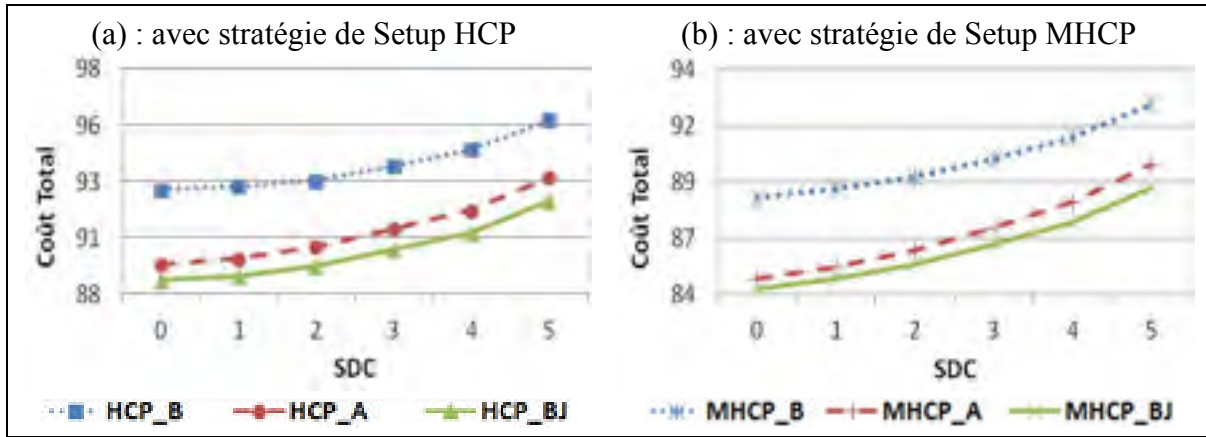 (a) : avec stratégie de Setup HCP
98
96
93
91
88
Coût Total
0 1 2 3 4 5
SDC
HCP_B HCP_A HCP_BJ
(b) : avec stratégie de Setup MHCP
94
92
89
87
84
Coût Total
0 1 2 3 4 5
SDC
MHCP_B MHCP_A MHCP_BJ